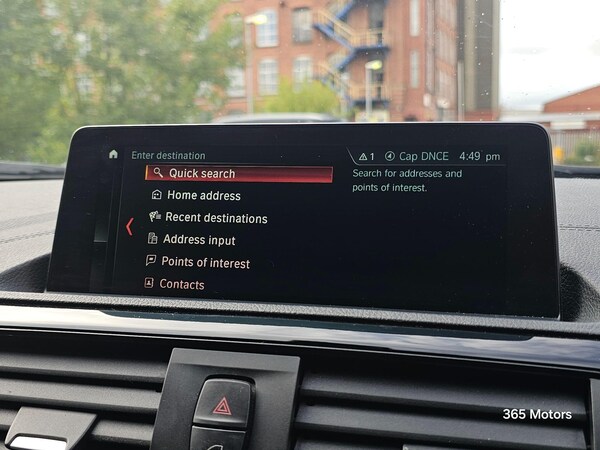 Enter destination
1 Cap DNCE 4:49 pm
Quick search
Search for addresses and
points of interest.
Home address
Recent destinations
Address input
Points of interest
Contacts
365 Motors